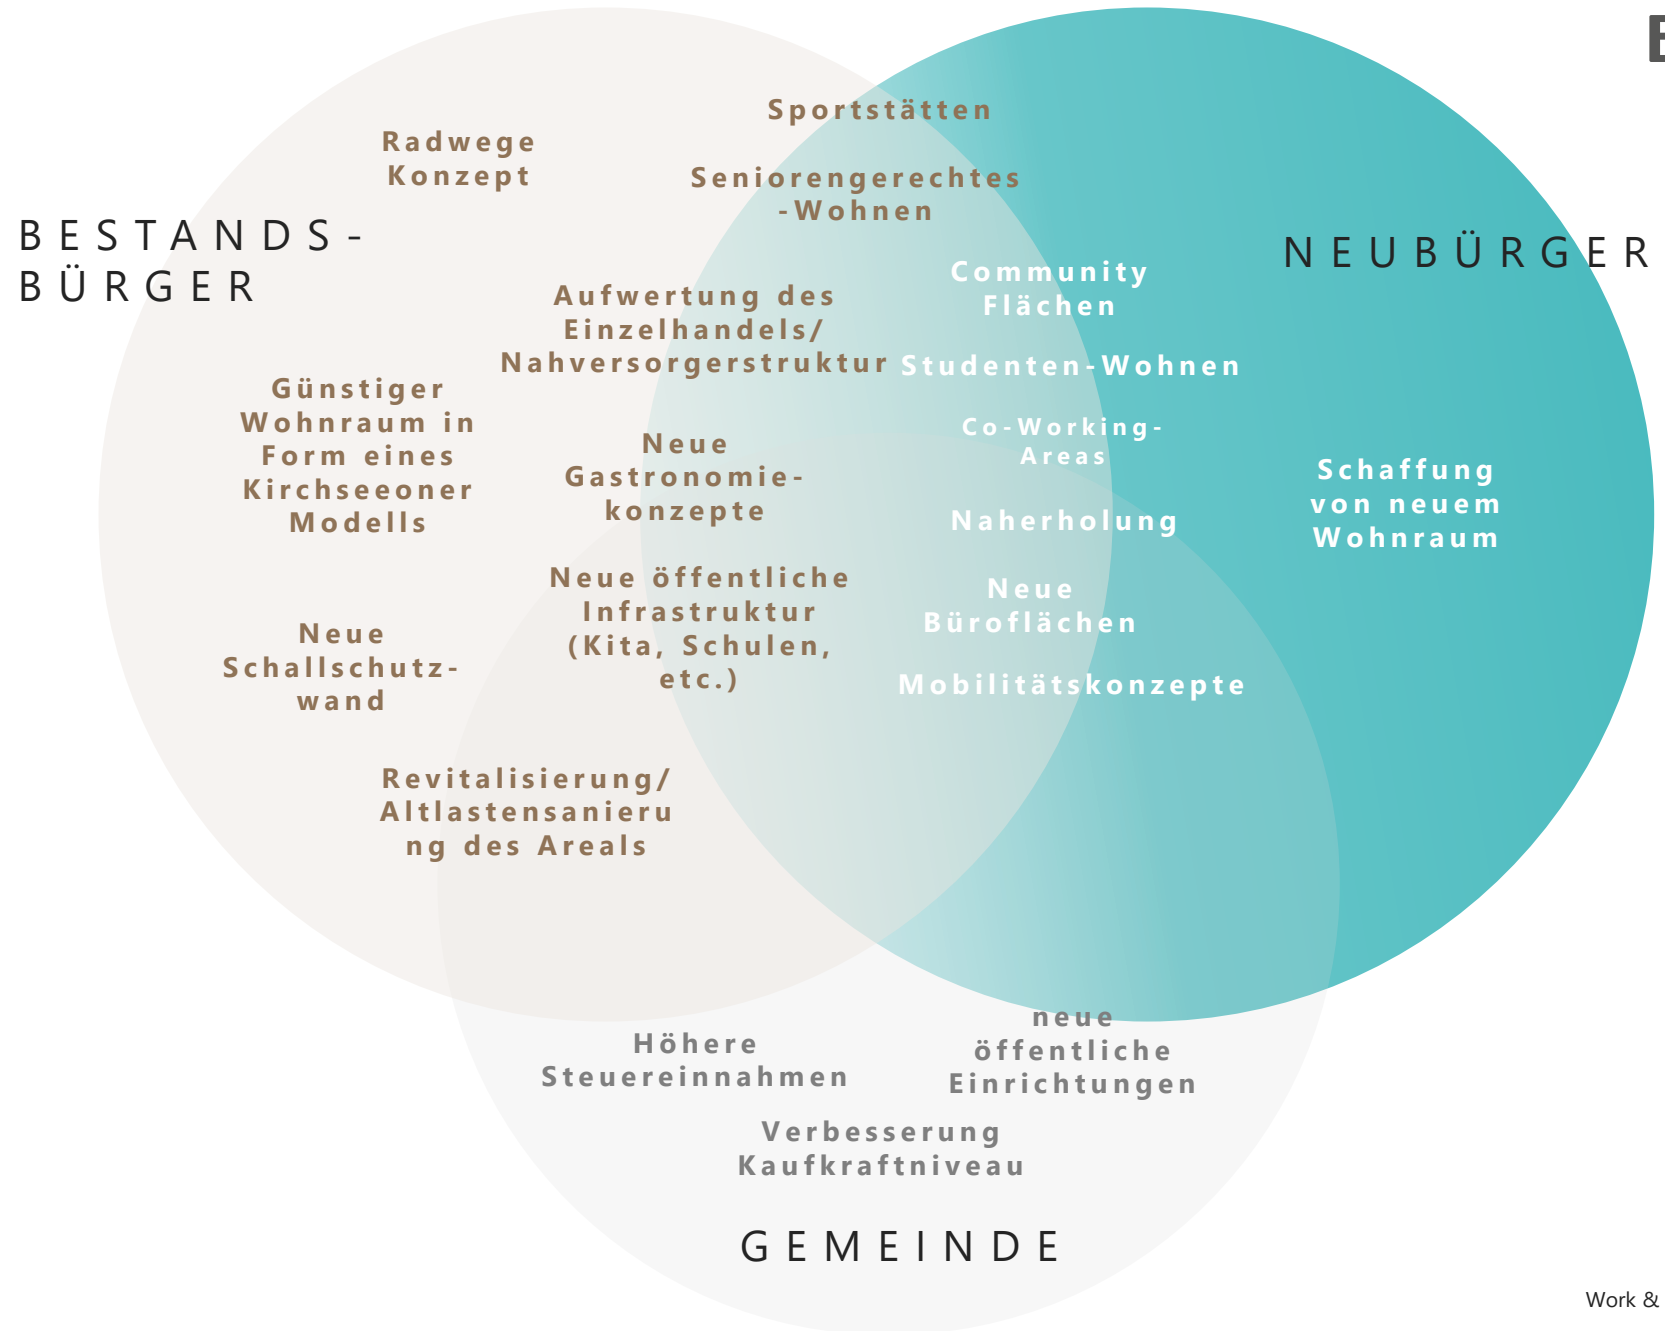 E
BESTANDS-
BÜRGER
Radwege
Konzept
Sportstätten
Seniorengerechtes
-Wohnen
NEUBÜRGER
Aufwertung des
Einzelhandels/
Nahversorgerstruktur
Community
Flächen
Studenten-Wohnen
Günstiger
Wohnraum in
Form eines
Kirchseeoner
Modells
Neue
Gastronomie-
konzepte
Co-Working-
Areas
Naherholung
Schaffung
von neuem
Wohnraum
Neue öffentliche
Infrastruktur
(Kita, Schulen,
etc.)
Neue
Büroflächen
Mobilitätskonzepte
Neue
Schallschutz-
wand
Revitalisierung/
Altlastensanieru
ng des Areals
Höhere
Steuereinnahmen
neue
öffentliche
Einrichtungen
Verbesserung
Kaufkraftniveau
GEMEINDE
Work &